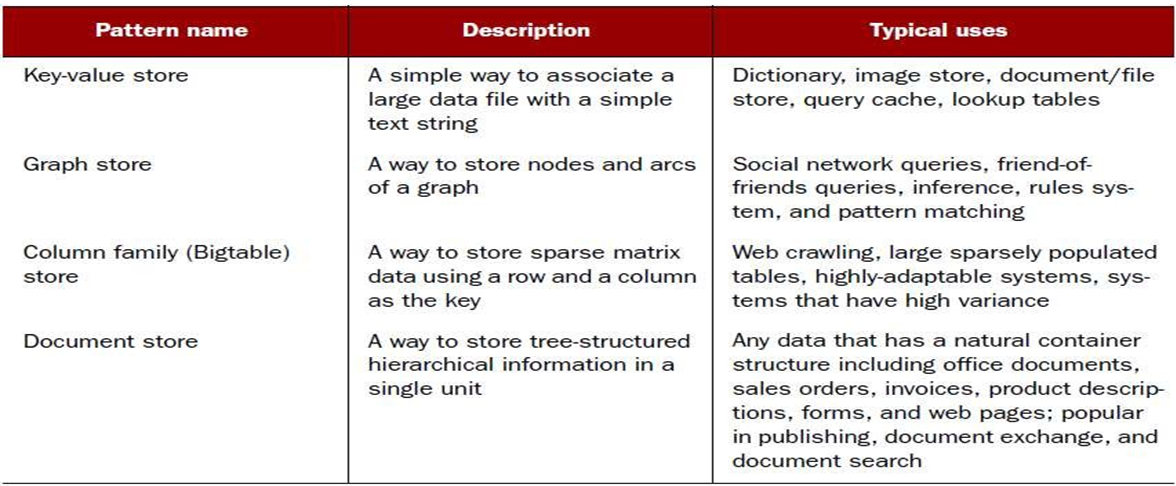 Pattern name
Description
Typical uses
Key-value store
A simple way to associate a
large data file with a simple
text string
Dictionary, image store, document/file
store, query cache, lookup tables
Graph store
A way to store nodes and arcs
of a graph
Social network queries, friend-of-
friends queries, inference, rules sys-
tem, and pattern matching
Column family (Bigtable)
store
A way to store sparse matrix
data using a row and a column
as the key
Web crawling, large sparsely populated
tables, highly-adaptable systems, sys-
tems that have high variance
Document store
A way to store tree-structured
hierarchical information in a
single unit
Any data that has a natural container
structure including office documents,
sales orders, invoices, product descrip-
tions, forms, and web pages; popular
in publishing, document exchange, and
document search